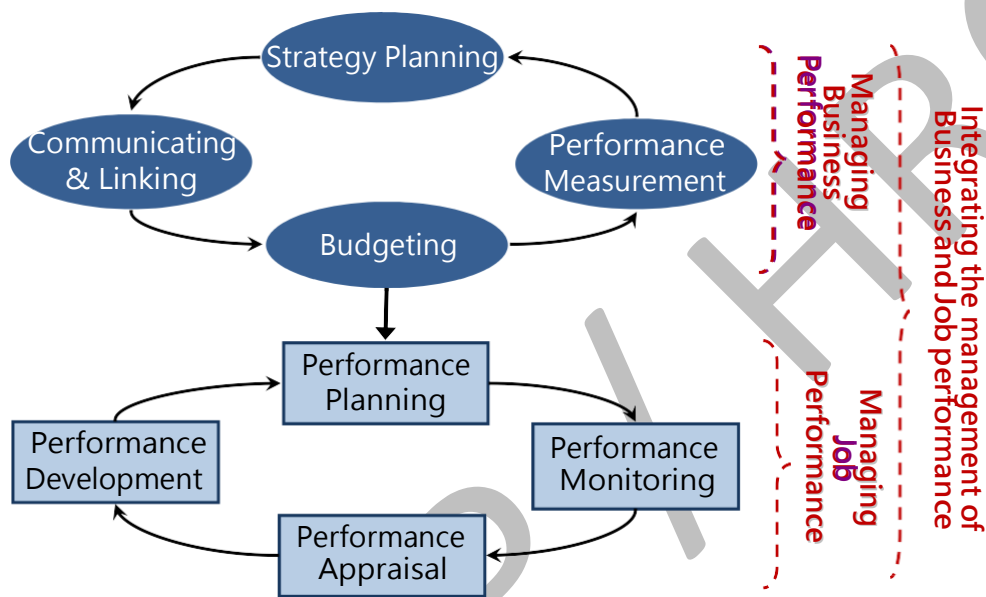 Strategy Planning
Communicating
& Linking
Performance
Measurement
Budgeting
Performance
Planning
Performance
Development
Performance
Monitoring
Performance
Appraisal
Managing
Business
Performance
Managing
Job
Performance
Integrating the management of
Business and Job performance